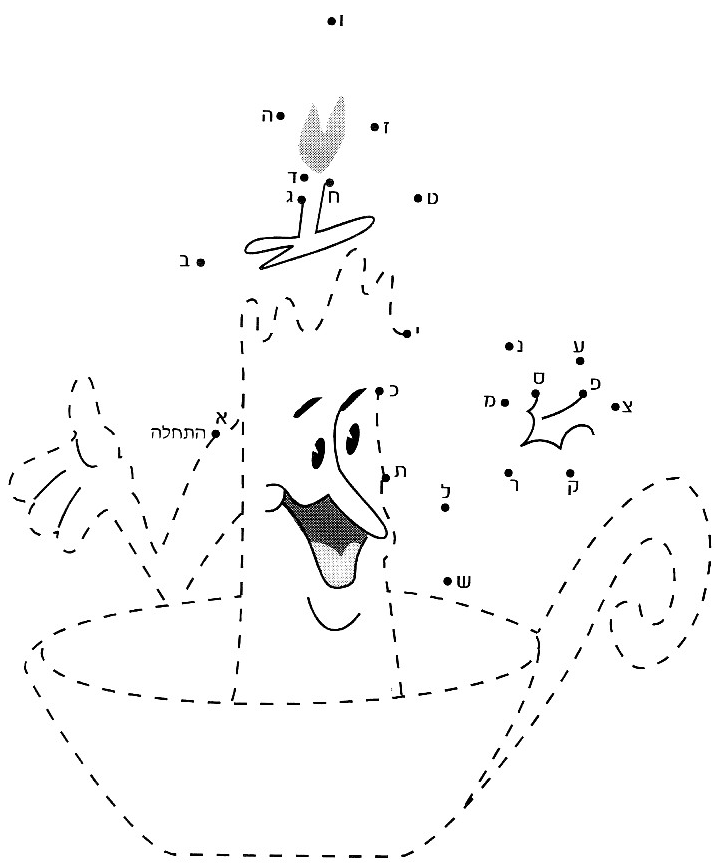 ו
ה
ז
ד
ג
ח
ט
ב
י
נ
ע
ס
פ
כ
מ
צ
א
התחלה
ת
ל
ר
ק
ש